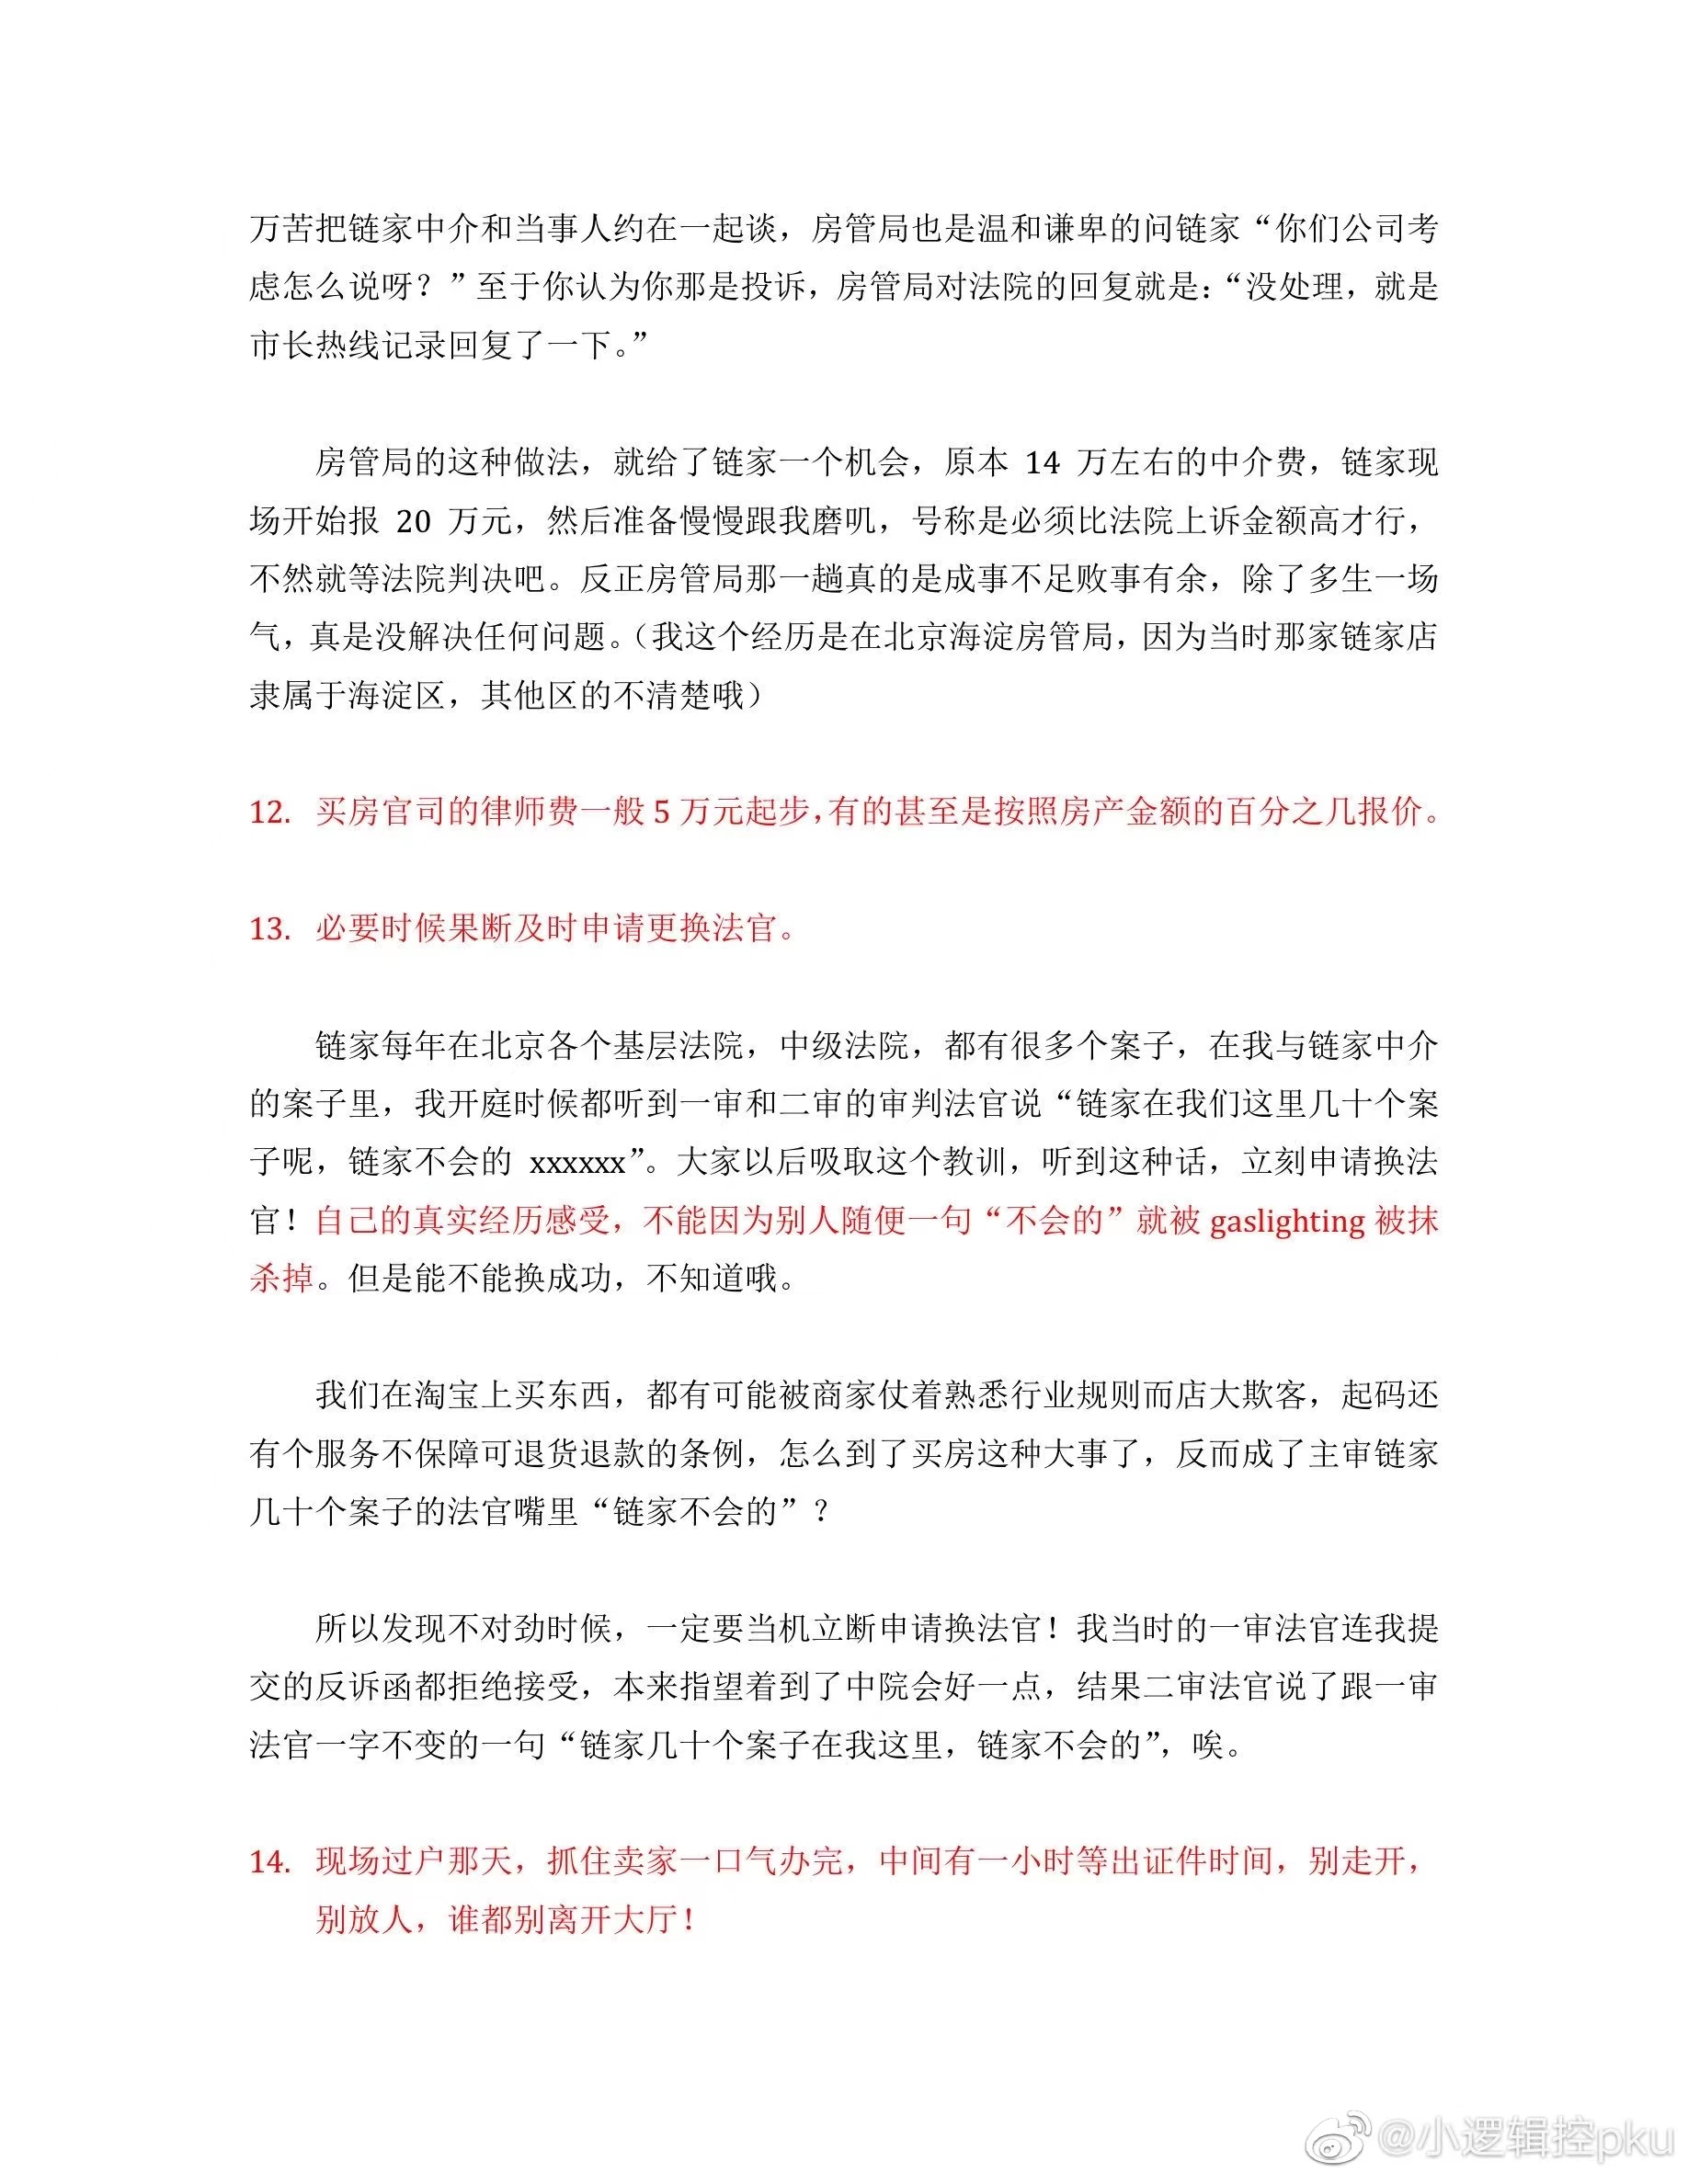 万苦把链家中介和当事人约在一起谈，房管局也是温和谦卑的问链家“你们公司考
虑怎么说呀？”至于你认为你那是投诉，房管局对法院的回复就是：“没处理，就是
市长热线记录回复了一下。”
房管局的这种做法，就给了链家一个机会，原本 14 万左右的中介费，链家现
场开始报 20 万元，然后准备慢慢跟我磨叽，号称是必须比法院上诉金额高才行，
不然就等法院判决吧。反正房管局那一趟真的是成事不足败事有余，除了多生一场
气，真是没解决任何问题。（我这个经历是在北京海淀房管局，因为当时那家链家店
隶属于海淀区，其他区的不清楚哦）
12. 买房官司的律师费一般 5 万元起步，有的甚至是按照房产金额的百分之几报价。
13. 必要时候果断及时申请更换法官。
链家每年在北京各个基层法院，中级法院，都有很多个案子，在我与链家中介
的案子里，我开庭时候都听到一审和二审的审判法官说“链家在我们这里几十个案
子呢，链家不会的 xxxxxx”。大家以后吸取这个教训，听到这种话，立刻申请换法
官！自己的真实经历感受，不能因为别人随便一句“不会的”就被 gaslighting 被抹
杀掉。但是能不能换成功，不知道哦。
我们在淘宝上买东西，都有可能被商家仗着熟悉行业规则而店大欺客，起码还
有个服务不保障可退货退款的条例，怎么到了买房这种大事了，反而成了主审链家
几十个案子的法官嘴里“链家不会的”？
所以发现不对劲时候，一定要当机立断申请换法官！我当时的一审法官连我提
交的反诉函都拒绝接受，本来指望着到了中院会好一点，结果二审法官说了跟一审
法官一字不变的一句“链家几十个案子在我这里，链家不会的”，唉。
14. 现场过户那天，抓住卖家一口气办完，中间有一小时等出证件时间，别走开，
别放人，谁都别离开大厅！
@小逻辑控pku